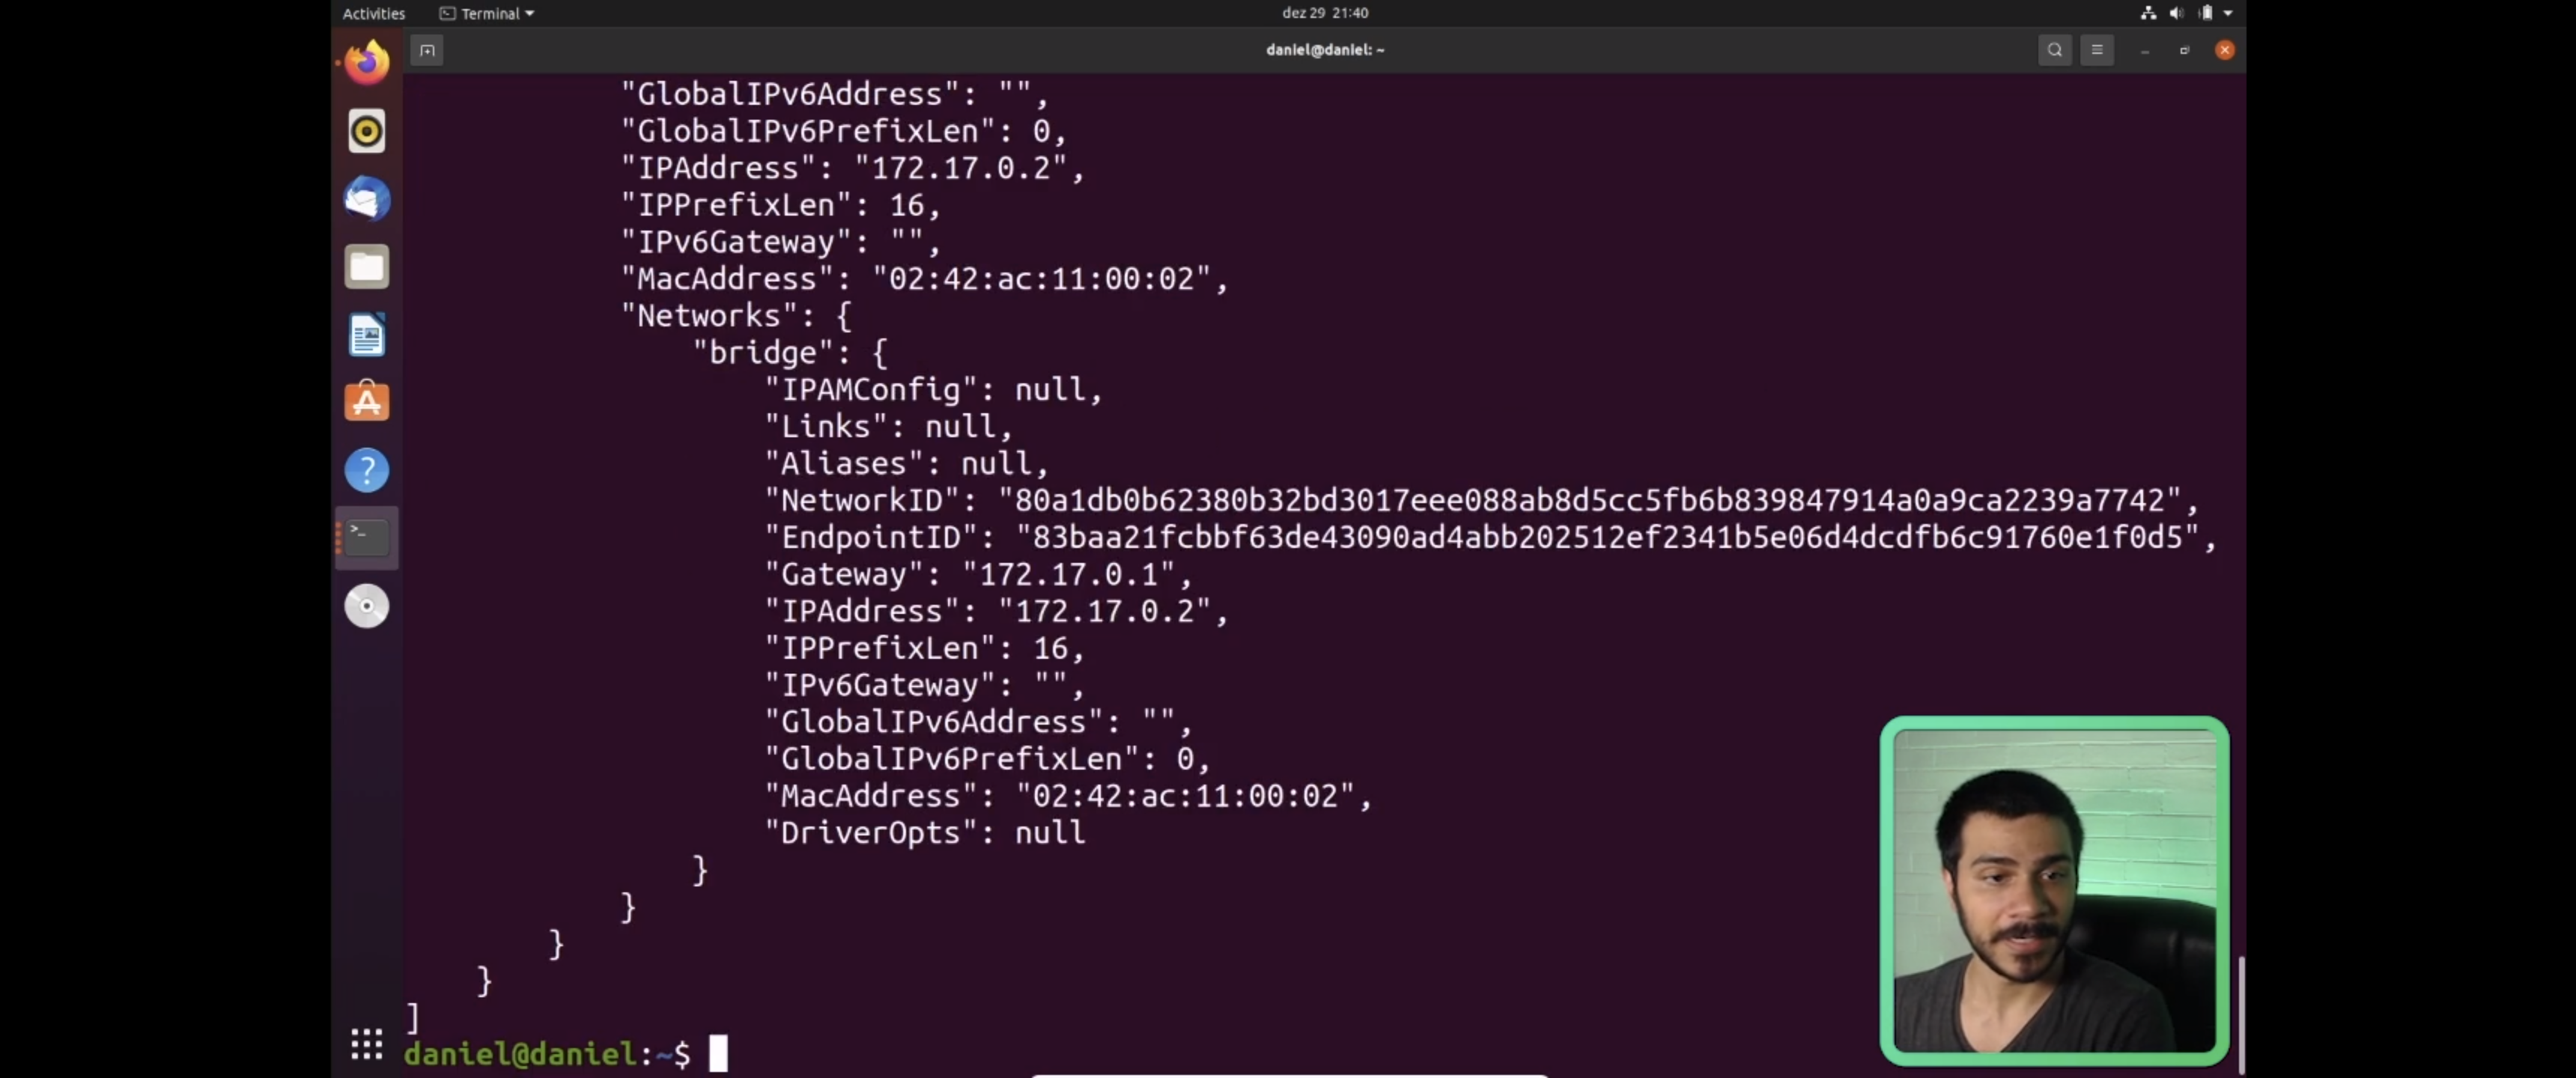 Activities
Terminal
dez 29 21:40
daniel@daniel: ~
"GlobalIPv6Address": "",
"GlobalIPv6PrefixLen": 0,
"IPAddress": "172.17.0.2",
"IPPrefixLen": 16,
"IPv6Gateway": "",
"MacAddress": "02:42:ac:11:00:02",
"Networks": {
"bridge": {
"IPAMConfig": null,
"Links": null,
"Aliases": null,
"NetworkID": "80a1db0b62380b32bd3017eee088ab8d5cc5fb6b839847914a0a9ca2239a7742",
"EndpointID": "83baa21fcbbf63de43090ad4abb202512ef2341b5e06d4dcdfb6c91760e1f0d5",
"Gateway": "172.17.0.1",
"IPAddress": "172.17.0.2",
"IPPrefixLen": 16,
"IPv6Gateway": "",
"GlobalIPv6Address": "",
"GlobalIPv6PrefixLen": 0,
"MacAddress": "02:42:ac:11:00:02",
"DriverOpts": null
}
}
}
}
]
daniel@daniel:~$